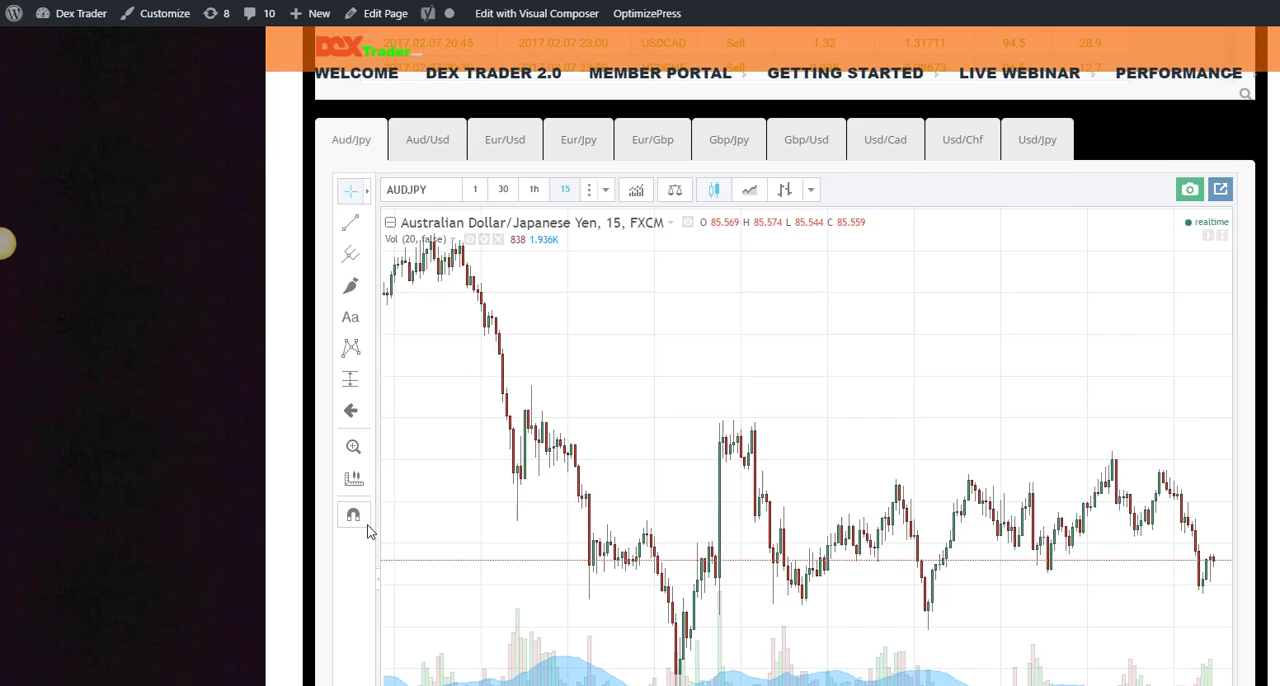 Dex Trader Customize 8 10 New Edit Page Edit with Visual Composer OptimizePress
2017.02.07 20:45 2017.02.07 23:00 USDCAD Sell 1.32 1.31711 94.5 28.9
DEX Trader
WELCOME DEX TRADER 2.0 MEMBER PORTAL GETTING STARTED LIVE WEBINAR PERFORMANCE
Aud/Jpy Aud/Usd Eur/Usd Eur/Jpy Eur/Gbp Gbp/Jpy Gbp/Usd Usd/Cad Usd/Chf Usd/Jpy
AUDJPY 1 30 1h 15
Australian Dollar/Japanese Yen, 15, FXCM O 85.569 H 85.574 L 85.544 C 85.559 realtime
Vol (20, false) 838 1.936K
Aa